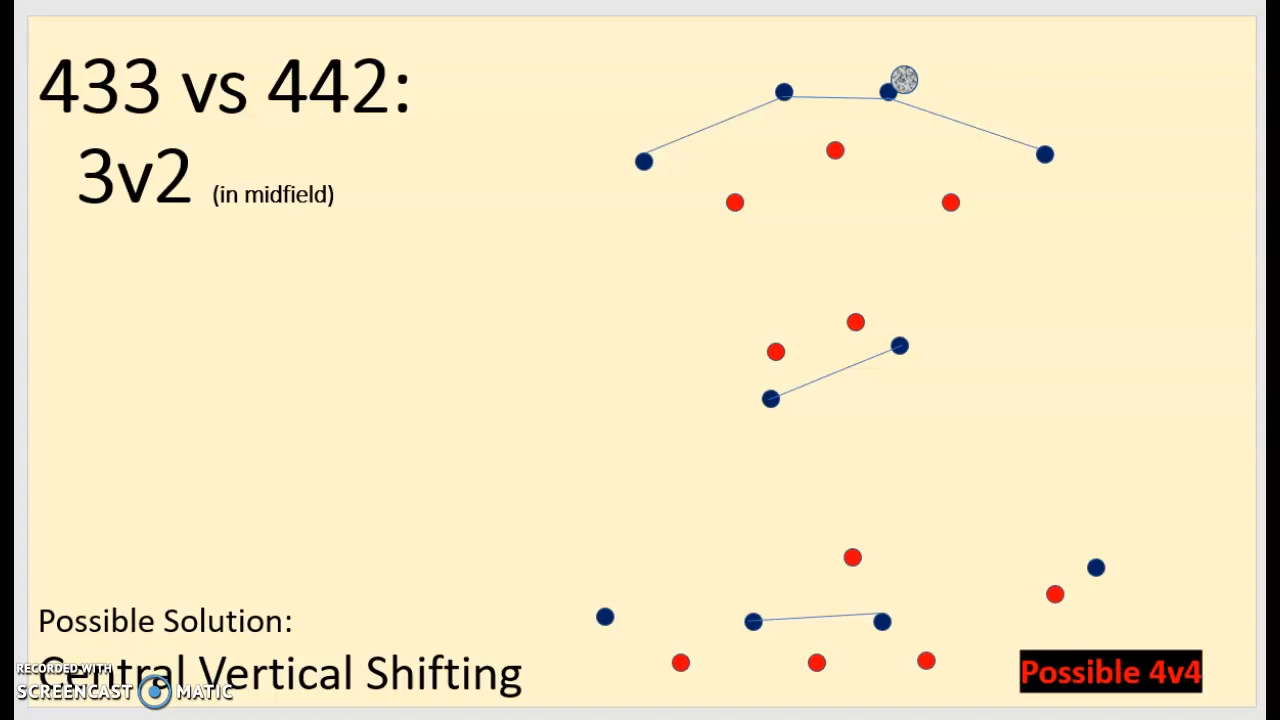 433 vs 442:
3v2 (in midfield)
Possible Solution:
Central Vertical Shifting
RECORDED WITH
SCREENCAST MATIC
Possible 4v4